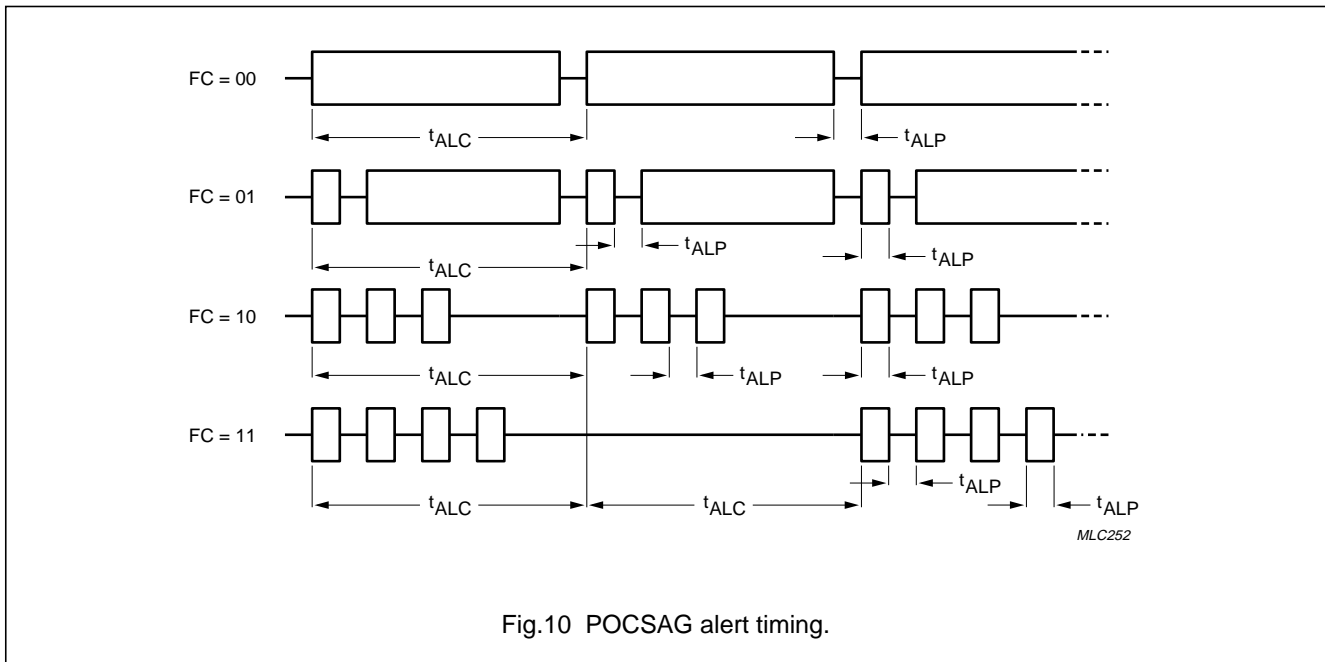 FC = 00
tALC
tALP
FC = 01
tALP
tALP
tALC
FC = 10
tALC
tALP
tALP
FC = 11
tALP
tALC
tALC
tALP
MLC252
Fig.10 POCSAG alert timing.